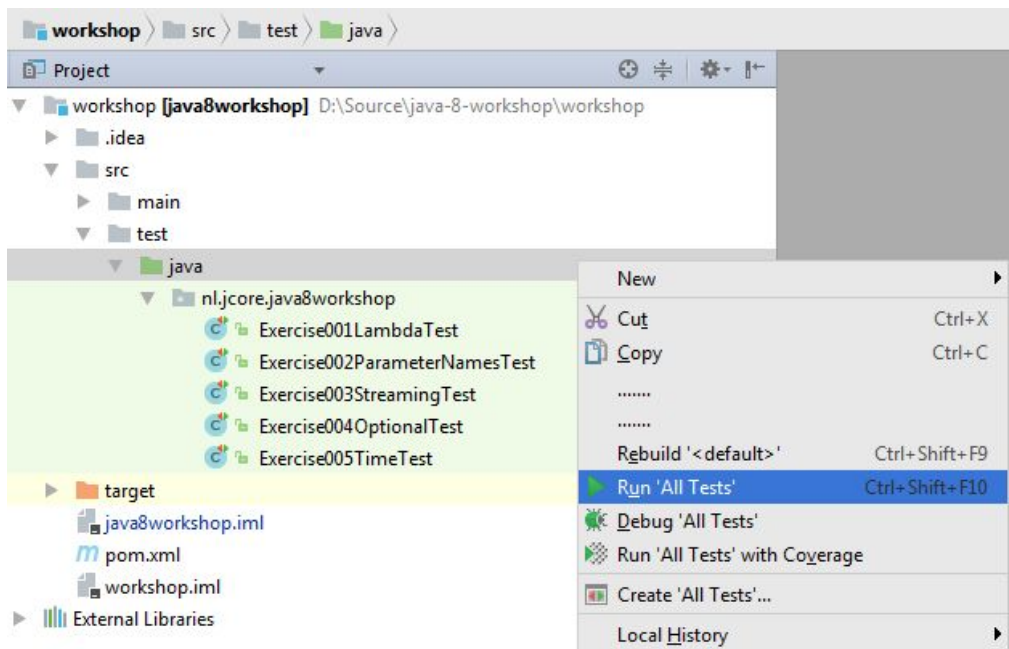 workshop src test java
Project
workshop [java8workshop] D:\Source\java-8-workshop\workshop
.idea
src
main
test
java
nl.jcore.java8workshop
Exercise001LambdaTest
Exercise002ParameterNamesTest
Exercise003StreamingTest
Exercise004OptionalTest
Exercise005TimeTest
target
java8workshop.iml
m pom.xml
workshop.iml
External Libraries
New
Cut Ctrl+X
Copy Ctrl+C
.......
.......
Rebuild '<default>' Ctrl+Shift+F9
Run 'All Tests' Ctrl+Shift+F10
Debug 'All Tests'
Run 'All Tests' with Coverage
Create 'All Tests'...
Local History